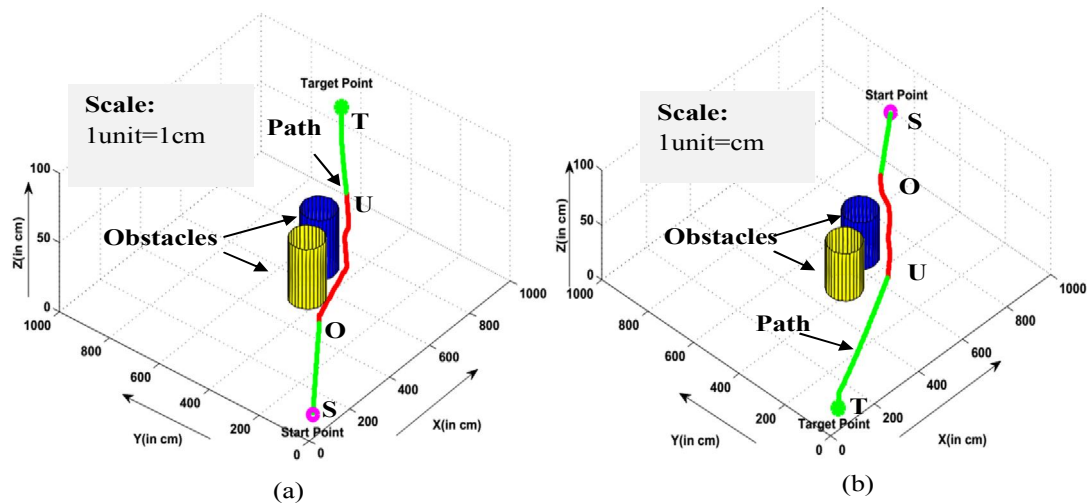 Target Point
Scale:
1unit=1cm
T
Path
U
Obstacles
O
S
Start Point
Z(in cm)
100
50
0
1000
800
600
400
200
0
Y(in cm)
0
200
400
600
800
1000
X(in cm)
(a)
Start Point
Scale:
1unit=cm
S
O
Obstacles
U
Path
T
Target Point
Z(in cm)
100
50
0
1000
800
600
400
200
0
Y(in cm)
0
200
400
600
800
1000
X(in cm)
(b)